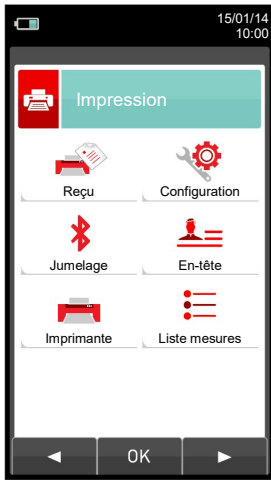 15/01/14
10:00
Impression
Reçu Configuration
Jumelage En-tête
Imprimante Liste mesures
OK